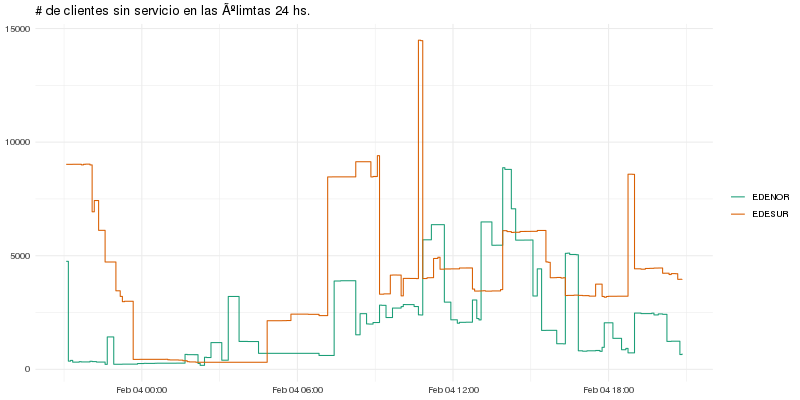 # de clientes sin servicio en las Ãºlimtas 24 hs.
15000
10000
5000
0
Feb 04 00:00
Feb 04 06:00
Feb 04 12:00
Feb 04 18:00
EDENOR
EDESUR